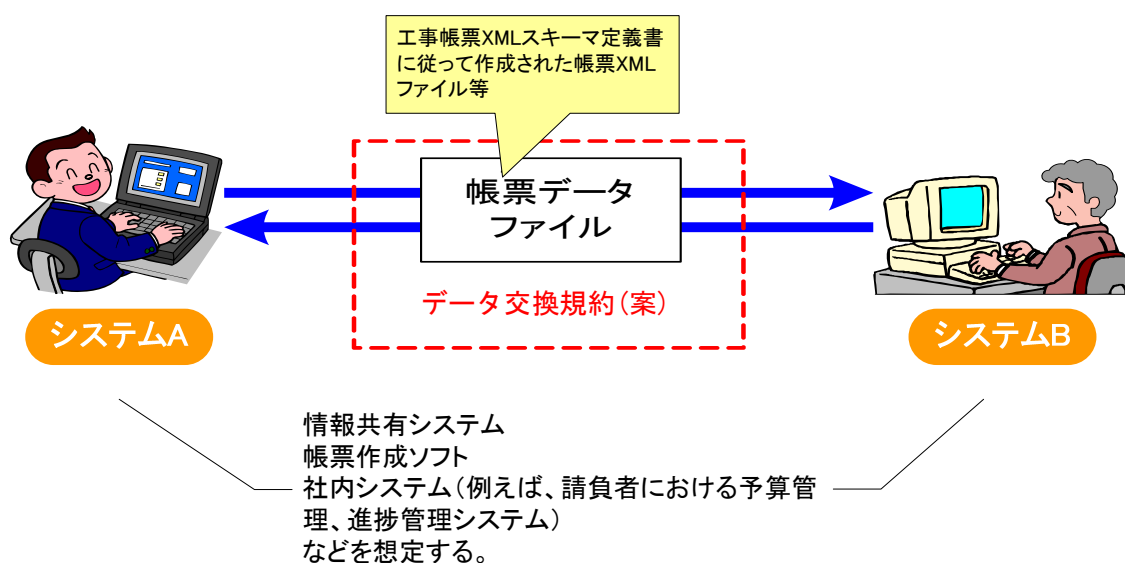 工事帳票XMLスキーマ定義書
に従って作成された帳票XML
ファイル等
帳票データ
ファイル
データ交換規約(案)
システムA
システムB
情報共有システム
帳票作成ソフト
社内システム(例えば、請負者における予算管
理、進捗管理システム)
などを想定する。